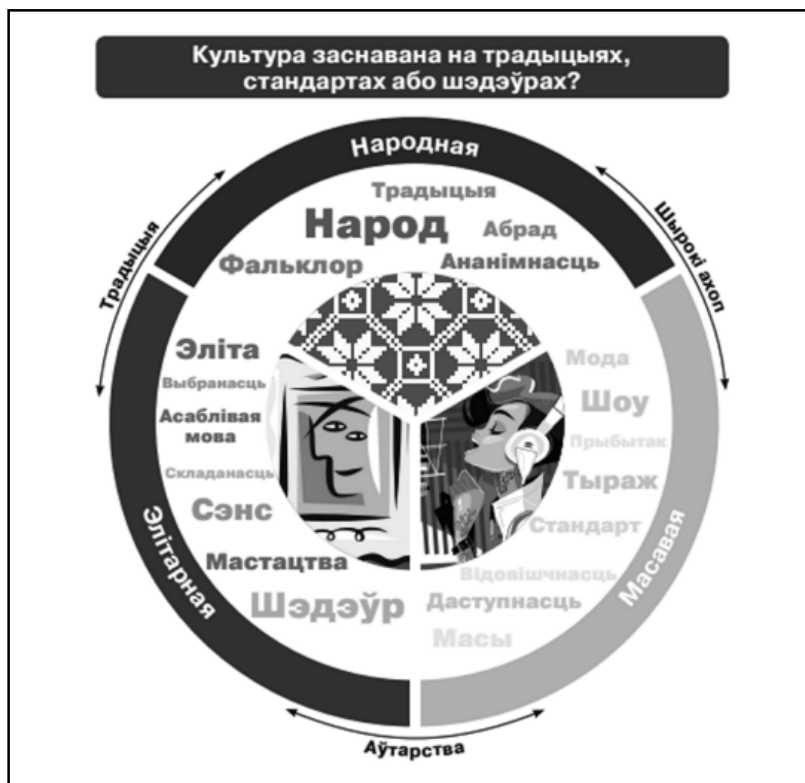 Культура заснавана на традыцыях,
стандартах або шэдэўрах?
Народная
Традыцыя
Шырокі ахоп
Традыцыя
Народ
Абрад
Фальклор
Ананімнасць
Эліта
Выбранасць
Асаблівая
мова
Складанасць
Сэнс
Мастацтва
Шэдэўр
Мода
Шоу
Прыбытак
Тыраж
Стандарт
Відовішчнасць
Даступнасць
Масы
Элітарная
Масавая
Аўтарства